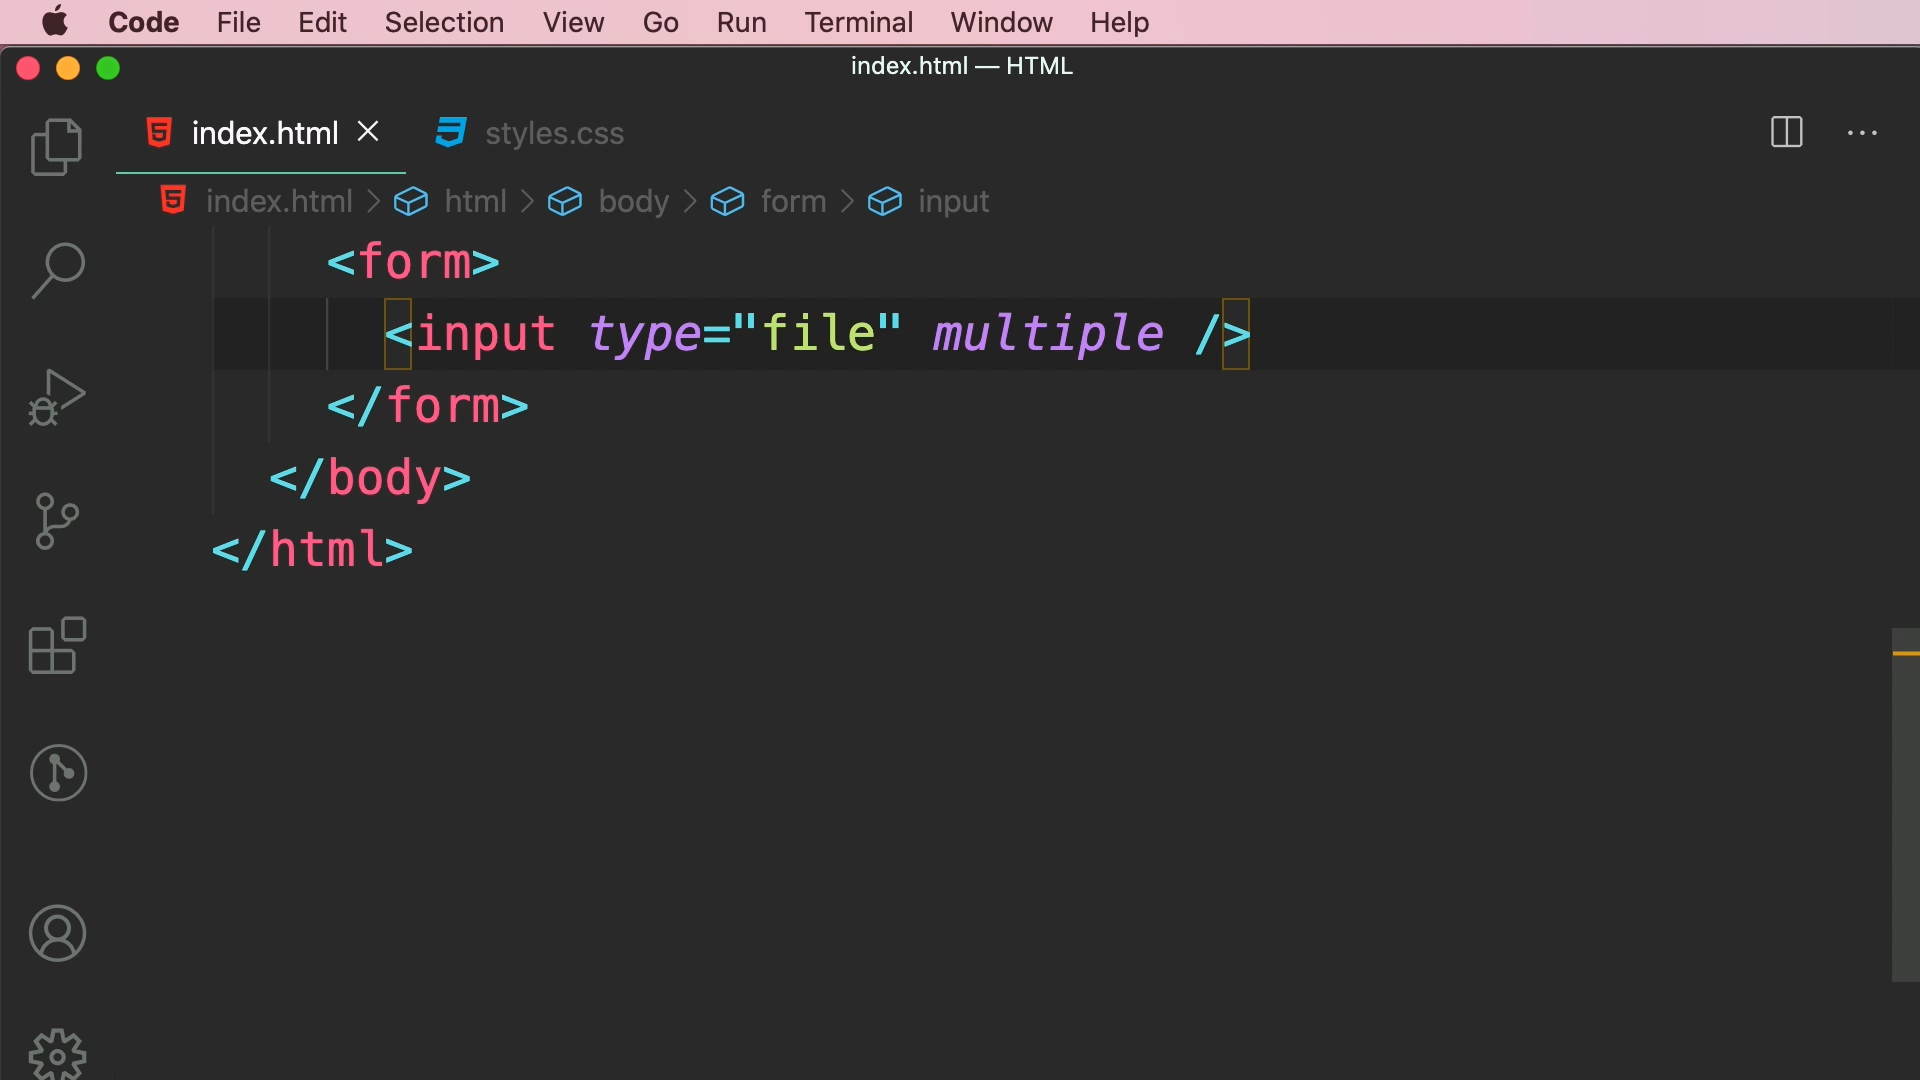 Code File Edit Selection View Go Run Terminal Window Help
index.html — HTML
index.html styles.css
index.html > html > body > form > input
<form>
<input type="file" multiple />
</form>
</body>
</html>